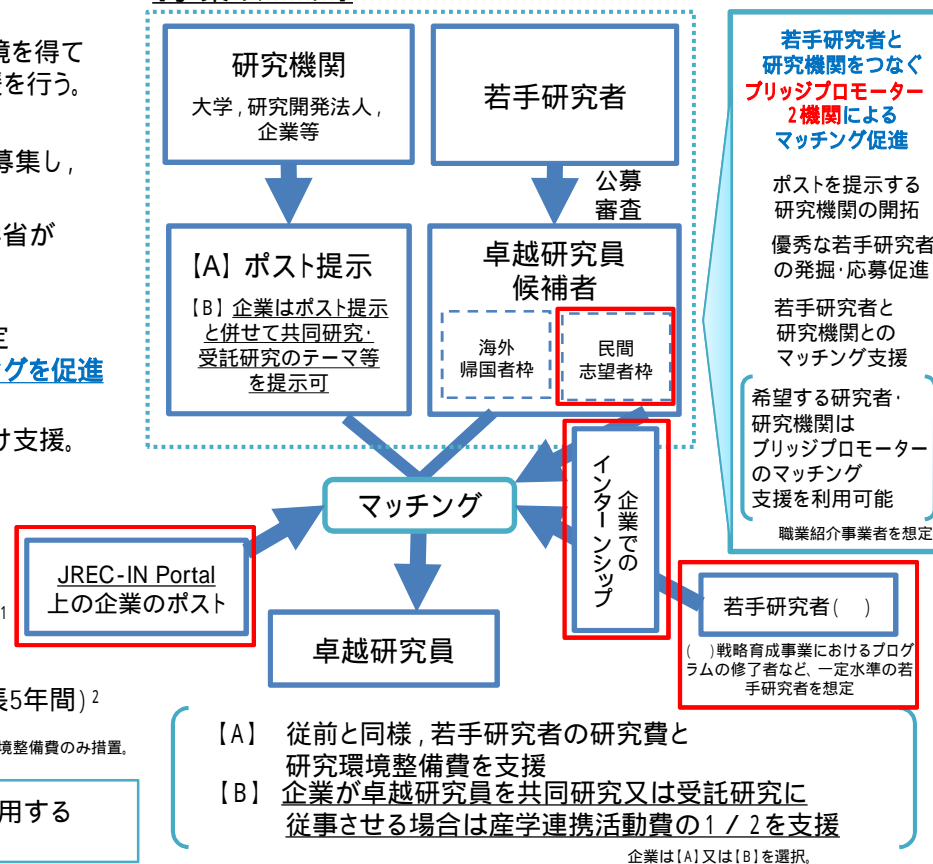 境を得て
援を行う。
募集し，
省が
定
グを促進
け支援。
1
長5年間) 2
境整備費のみ措置。
用する
研究機関
大学，研究開発法人，
企業等
若手研究者
公募
審査
【A】ポスト提示
【B】企業はポスト提示
と併せて共同研究・
受託研究のテーマ等
を提示可
卓越研究員
候補者
海外
帰国者枠
民間
志望者枠
マッチング
企業での
インターンシップ
JREC-IN Portal
上の企業のポスト
卓越研究員
若手研究者(　)
(　)戦略育成事業におけるプログ
ラムの修了者など、一定水準の若
手研究者を想定
若手研究者と
研究機関をつなぐ
ブリッジプロモーター
2機関による
マッチング促進
ポストを提示する
研究機関の開拓
優秀な若手研究者
の発掘・応募促進
若手研究者と
研究機関との
マッチング支援
希望する研究者・
研究機関は
ブリッジプロモーター
のマッチング
支援を利用可能
職業紹介事業者を想定
【A】　従前と同様，若手研究者の研究費と
研究環境整備費を支援
【B】　企業が卓越研究員を共同研究又は受託研究に
従事させる場合は産学連携活動費の1／2を支援
企業は【A】又は【B】を選択。